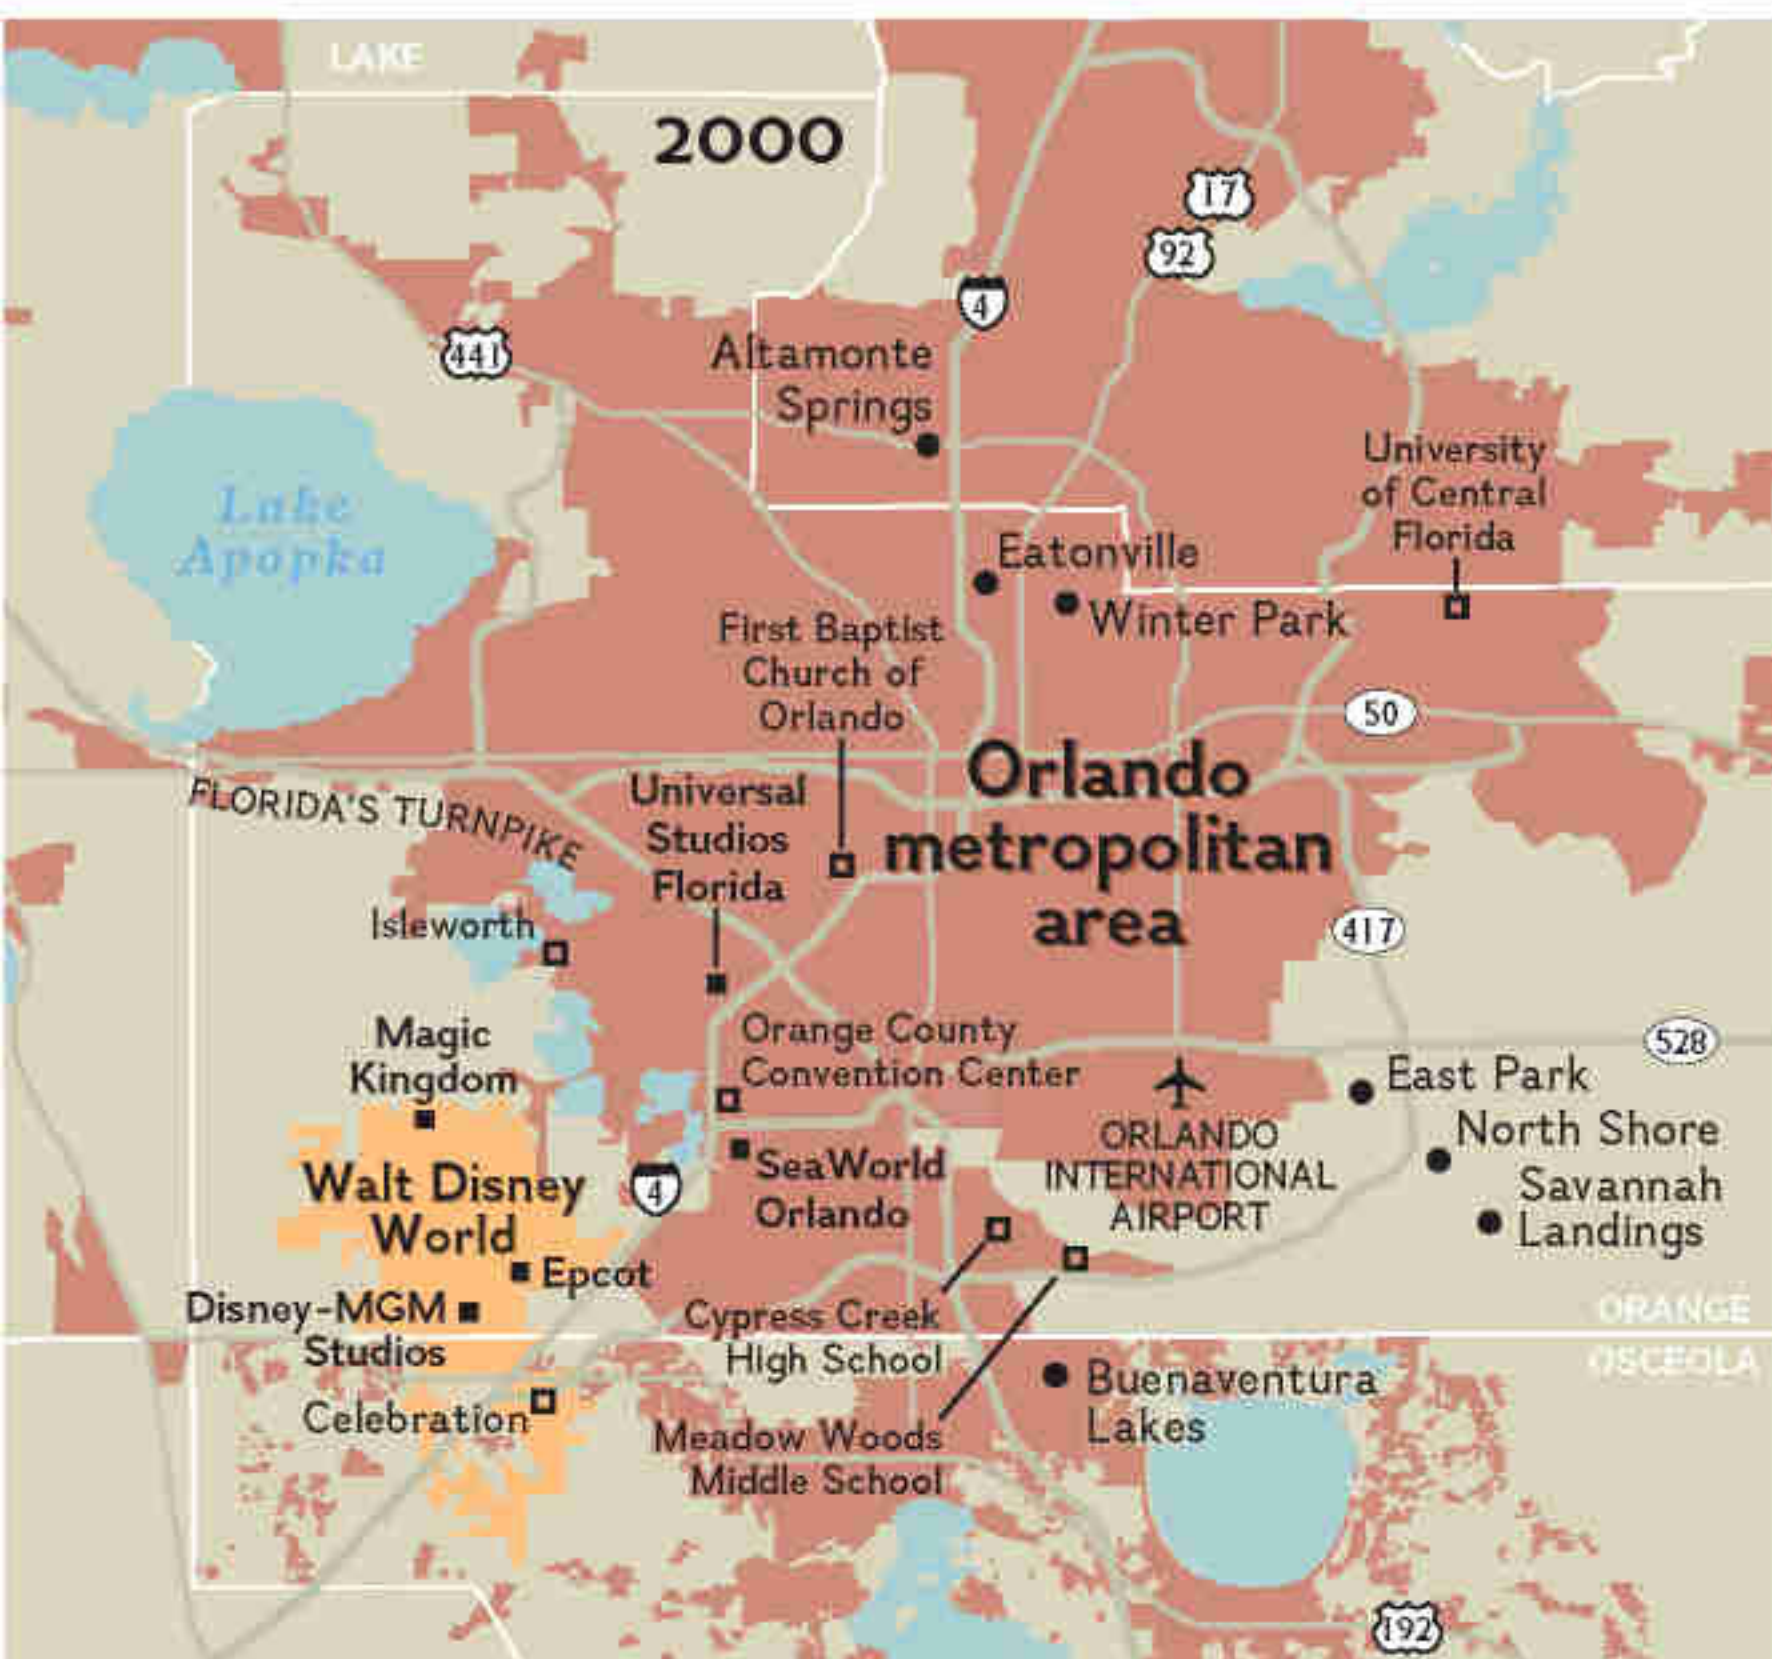 LAKE
2000
17
92
4
441
Altamonte
Springs
University
of Central
Florida
Lake
Apopka
Eatonville
Winter Park
First Baptist
Church of
Orlando
50
FLORIDA'S TURNPIKE
Universal
Studios
Florida
Orlando
metropolitan
area
Isleworth
417
Magic
Kingdom
Orange County
Convention Center
528
East Park
North Shore
Savannah
Landings
ORLANDO
INTERNATIONAL
AIRPORT
SeaWorld
Orlando
4
Walt Disney
World
Epcot
Disney-MGM
Studios
Cypress Creek
High School
ORANGE
OSCEOLA
Celebration
Buenaventura
Lakes
Meadow Woods
Middle School
192